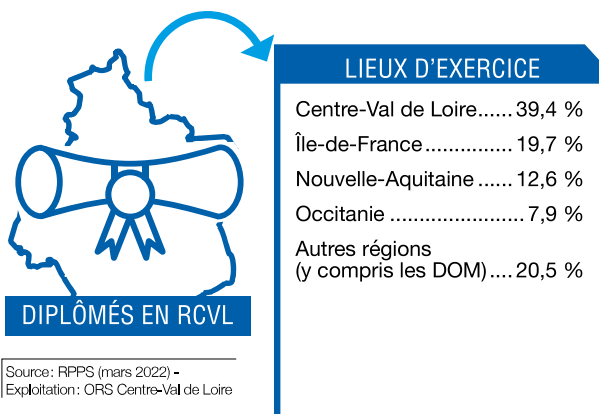 LIEUX D'EXERCICE
Centre-Val de Loire...... 39,4 %
Île-de-France............... 19,7 %
Nouvelle-Aquitaine ...... 12,6 %
Occitanie ....................... 7,9 %
Autres régions
(y compris les DOM).... 20,5 %
DIPLÔMÉS EN RCVL
Source: RPPS (mars 2022) -
Exploitation: ORS Centre-Val de Loire